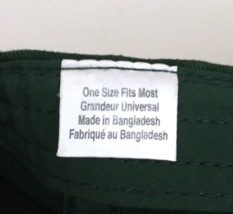 One Size Fits Most
Grandeur Universal
Made in Bangladesh
Fabriqué au Bangladesh